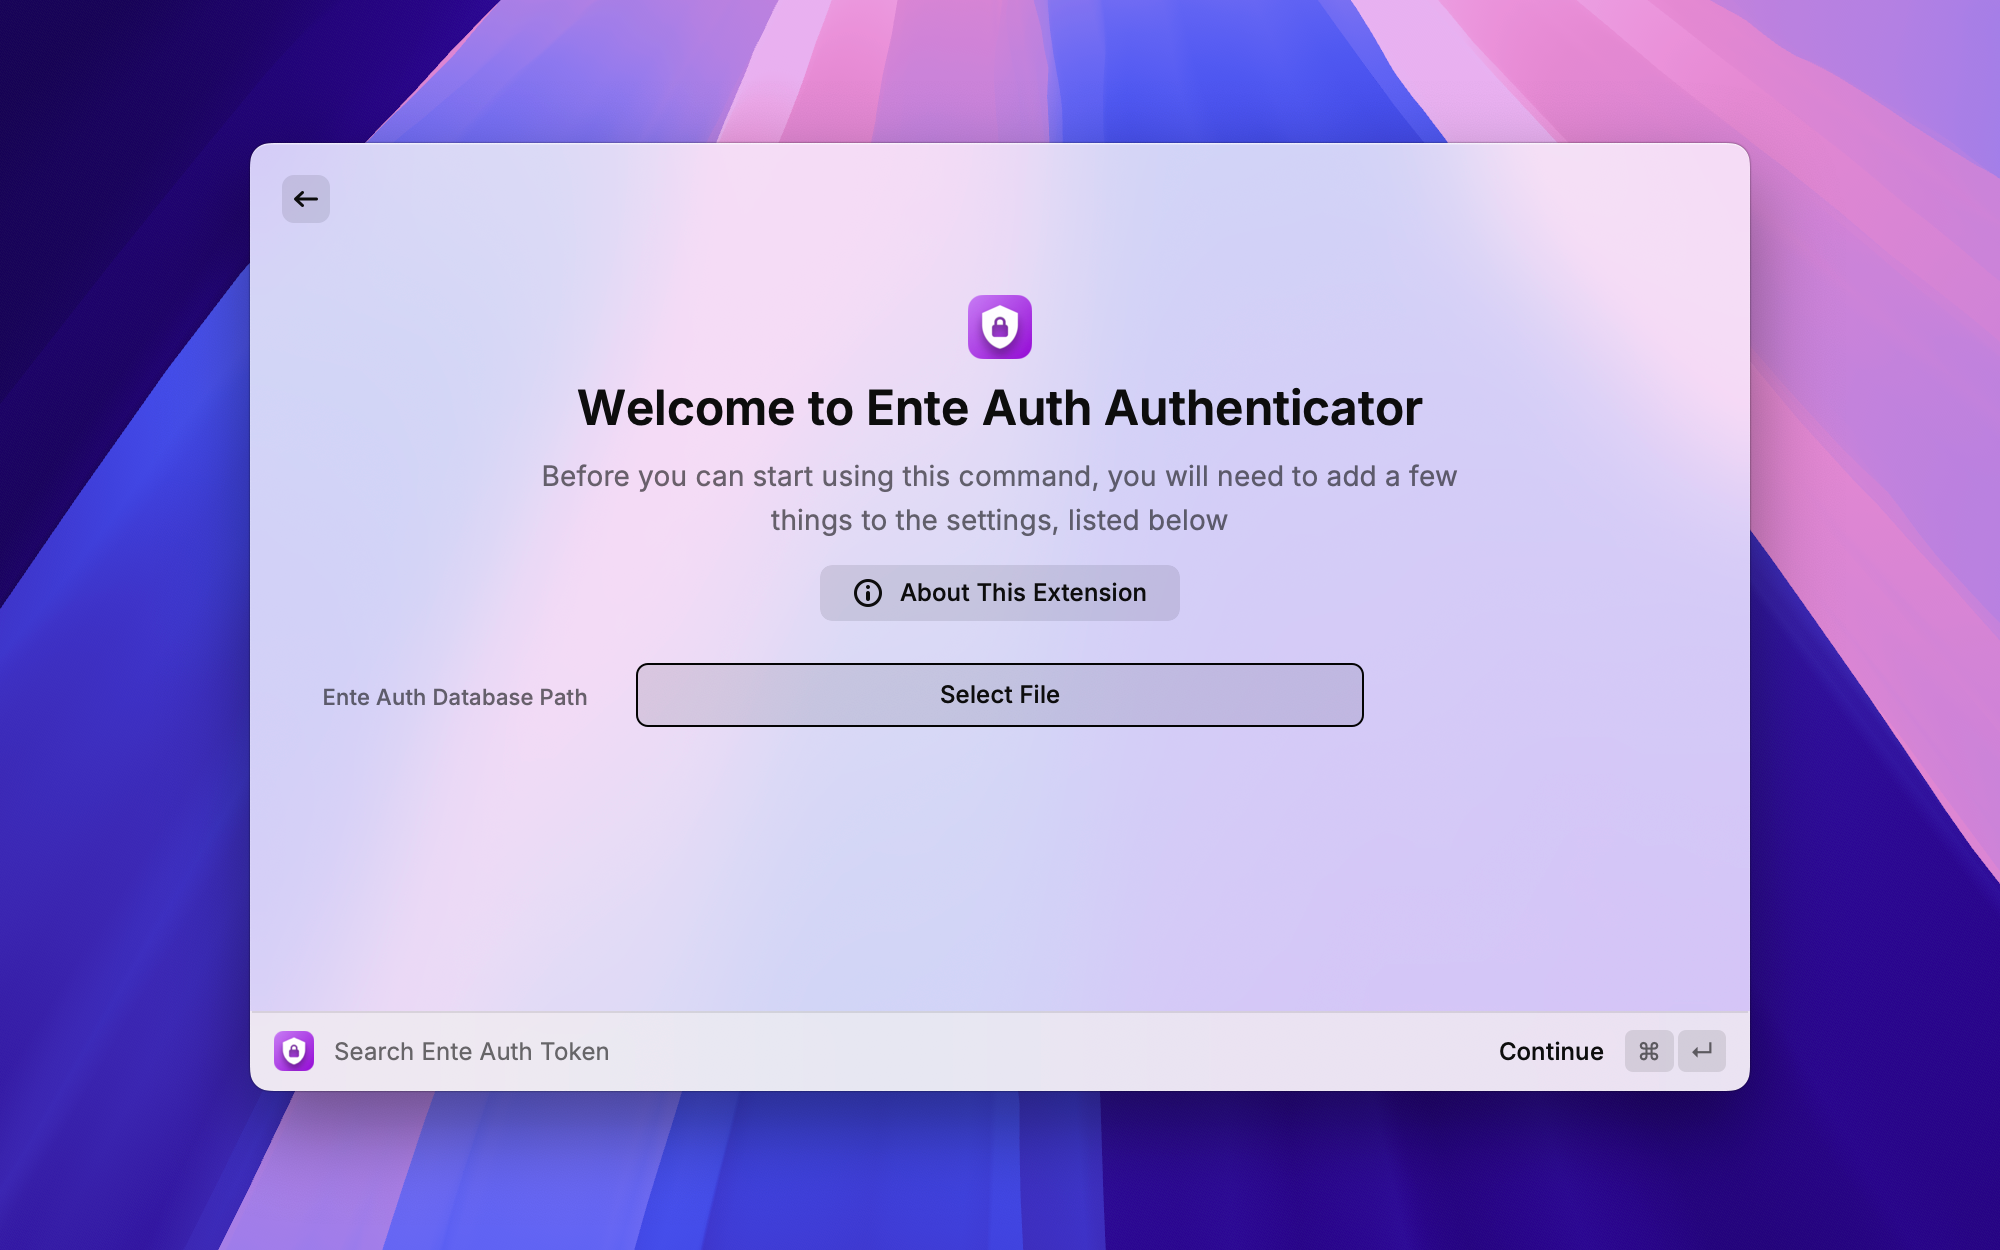 Welcome to Ente Auth Authenticator
Before you can start using this command, you will need to add a few
things to the settings, listed below
About This Extension
Ente Auth Database Path
Select File
Search Ente Auth Token
Continue ⌘ ↵